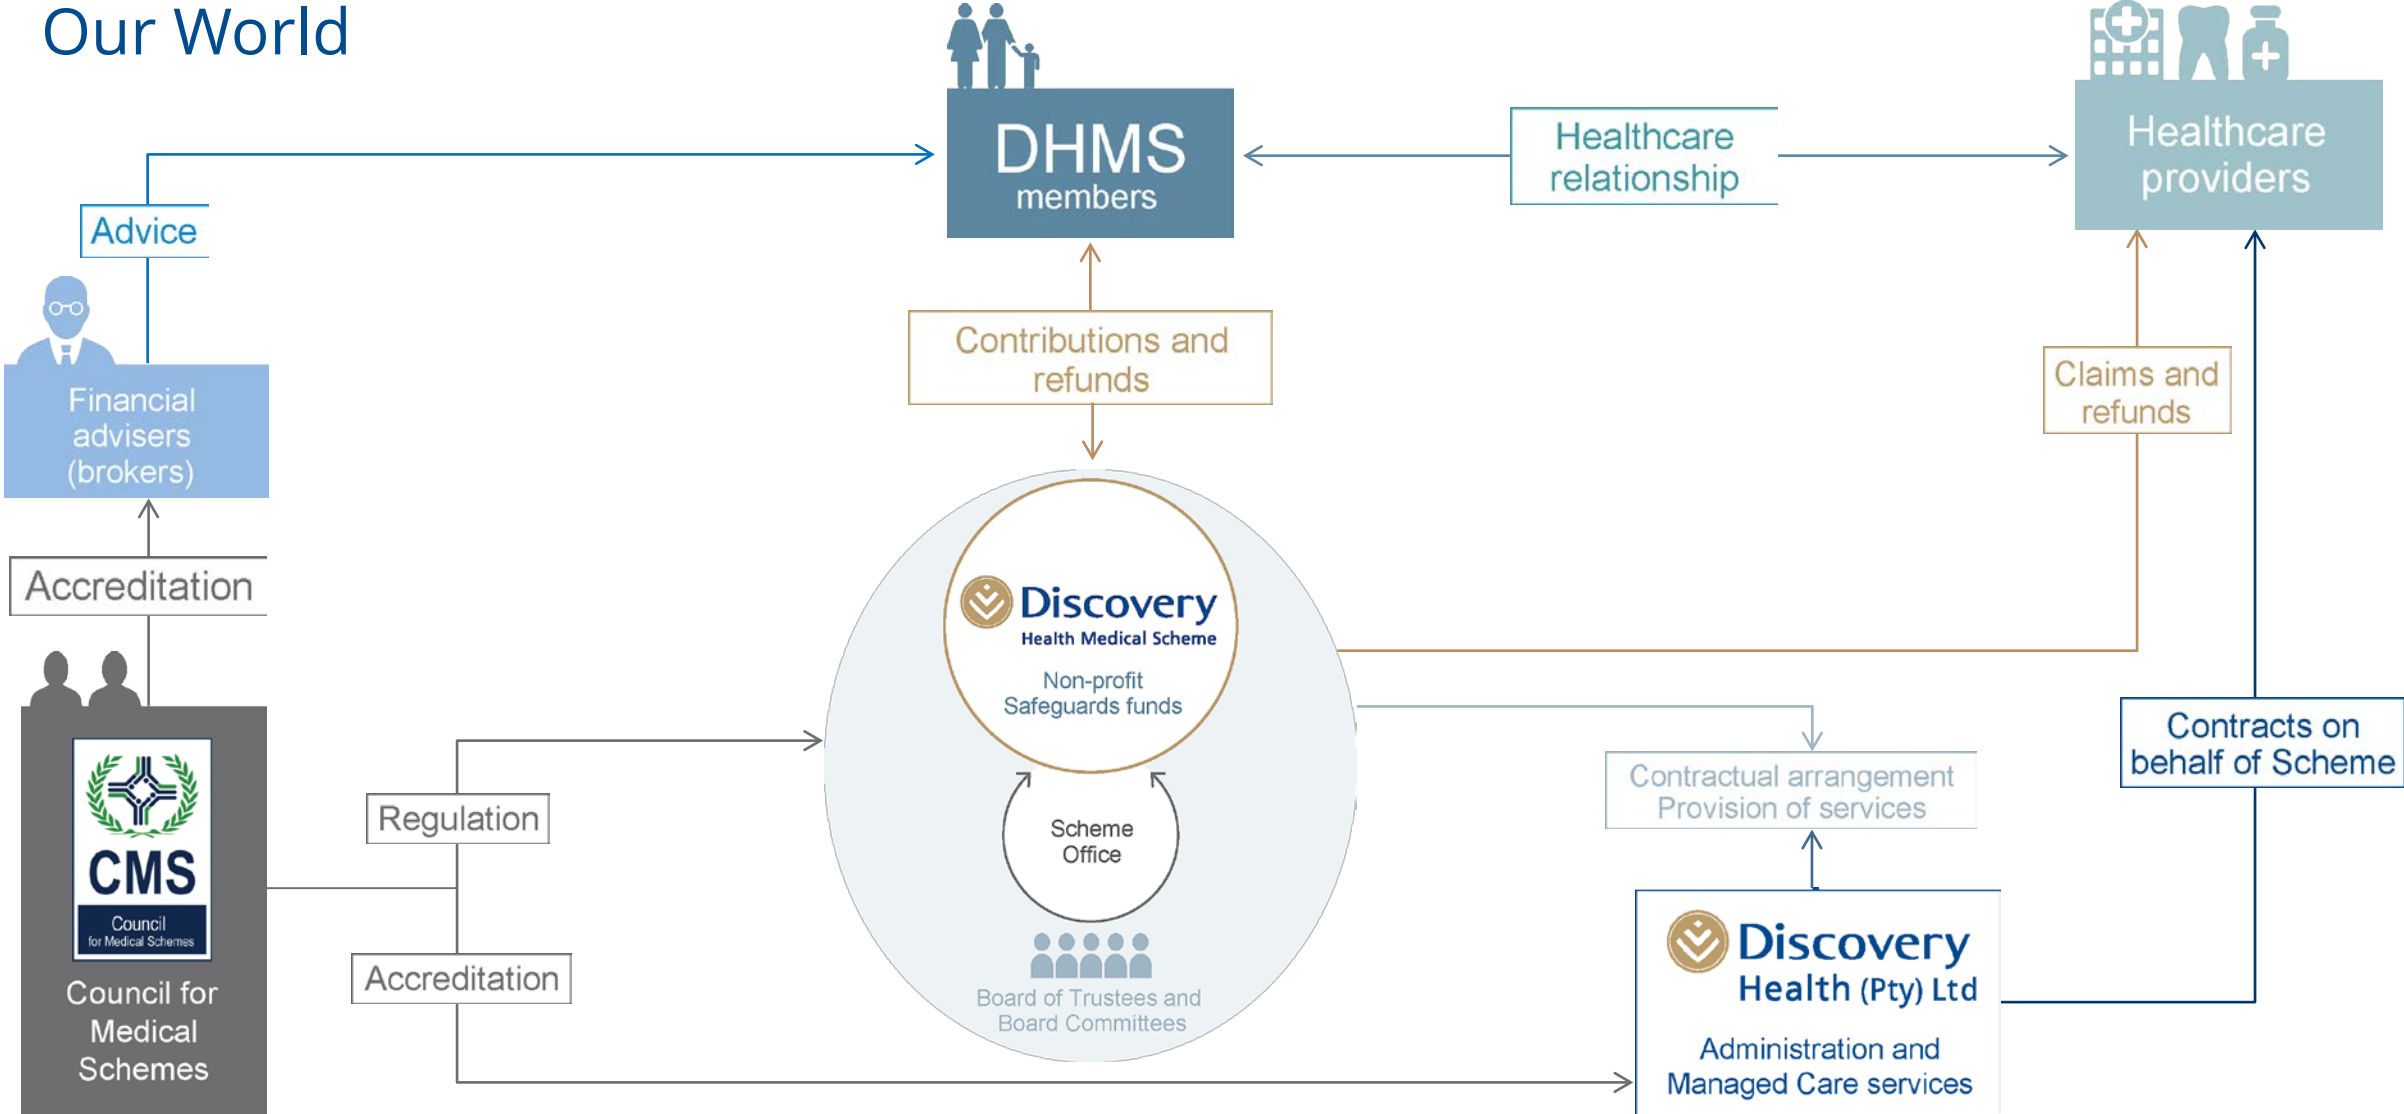 Our World
DHMS
members
Healthcare
relationship
Healthcare
providers
Advice
Financial
advisers
(brokers)
Contributions and
refunds
Claims and
refunds
Accreditation
Discovery
Health Medical Scheme
Non-profit
Safeguards funds
Scheme
Office
Board of Trustees and
Board Committees
CMS
Council
for Medical Schemes
Council for
Medical
Schemes
Regulation
Accreditation
Contractual arrangement
Provision of services
Contracts on
behalf of Scheme
Discovery
Health (Pty) Ltd
Administration and
Managed Care services